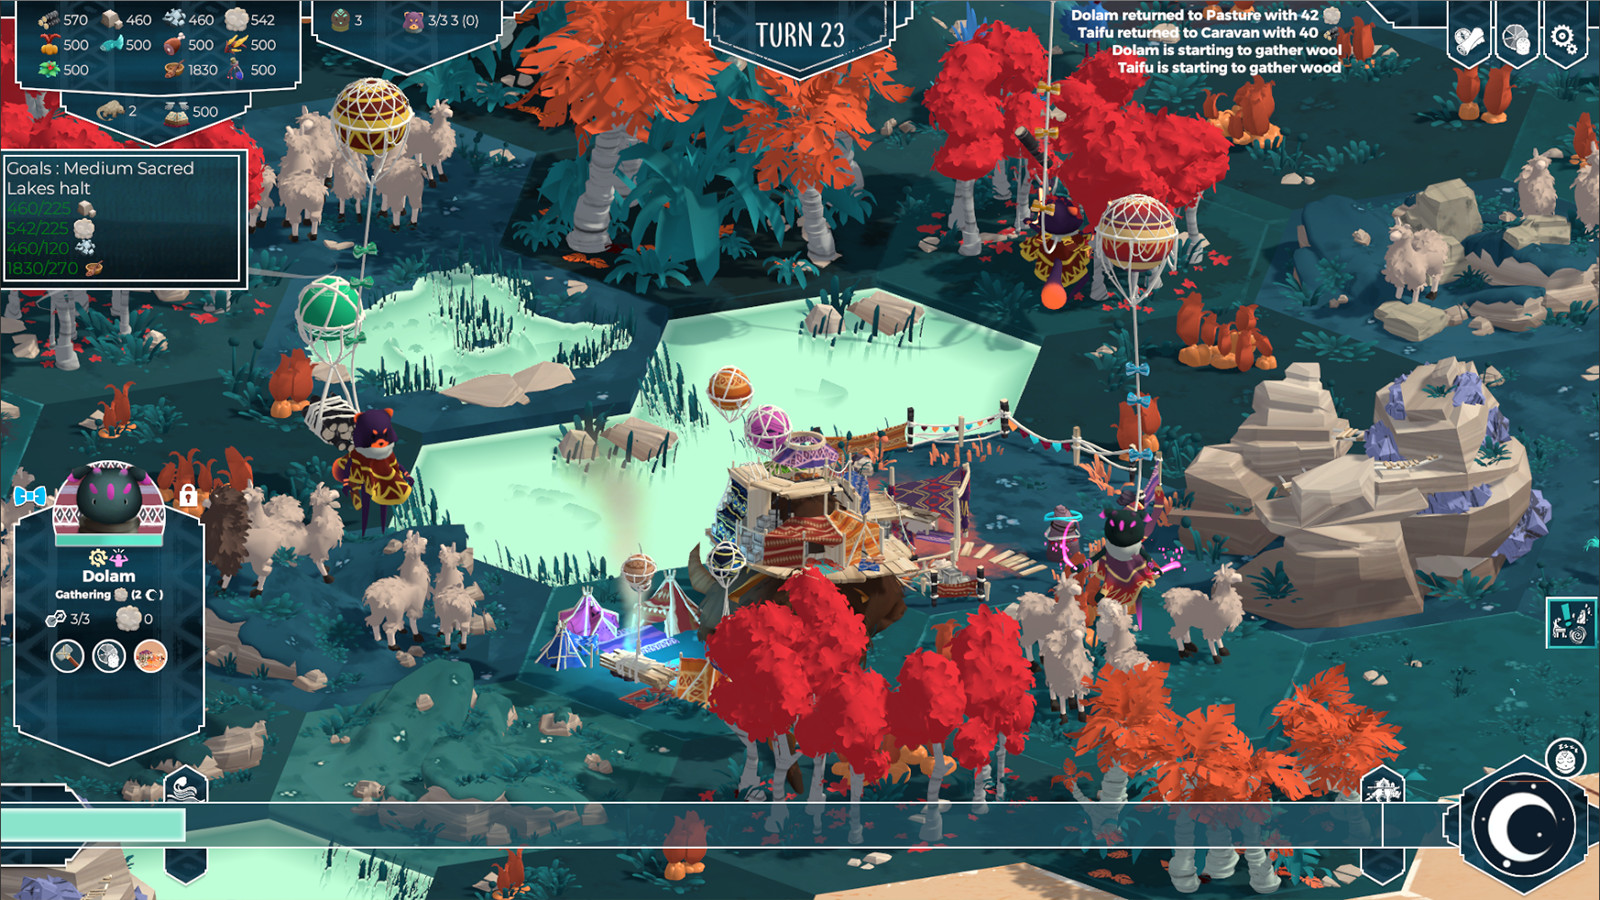 570 460 460 542
500 500 500 500
500 1830 500
2 500
3 3/3 3 (0)
TURN 23
Dolam returned to Pasture with 42
Taifu returned to Caravan with 40
Dolam is starting to gather wool
Taifu is starting to gather wood
Goals : Medium Sacred
Lakes halt
460/225
542/225
460/120
1830/270
Dolam
Gathering (2 )
3/3 0